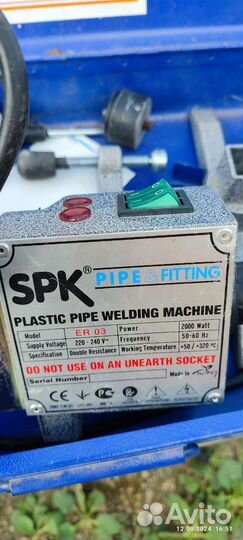 SPK® PIPE & FITTING
PLASTIC PIPE WELDING MACHINE
Model ER 03 Power 2000 Watt
Supply Voltage 220 - 240 V~ Frequency 50-60 Hz
Specification Double Resistance Working Temperature +50 / +320 °C
DO NOT USE ON AN UNEARTH SOCKET
Serial Number Made in Turkey
CE
Avito
12.09.2024 16:51